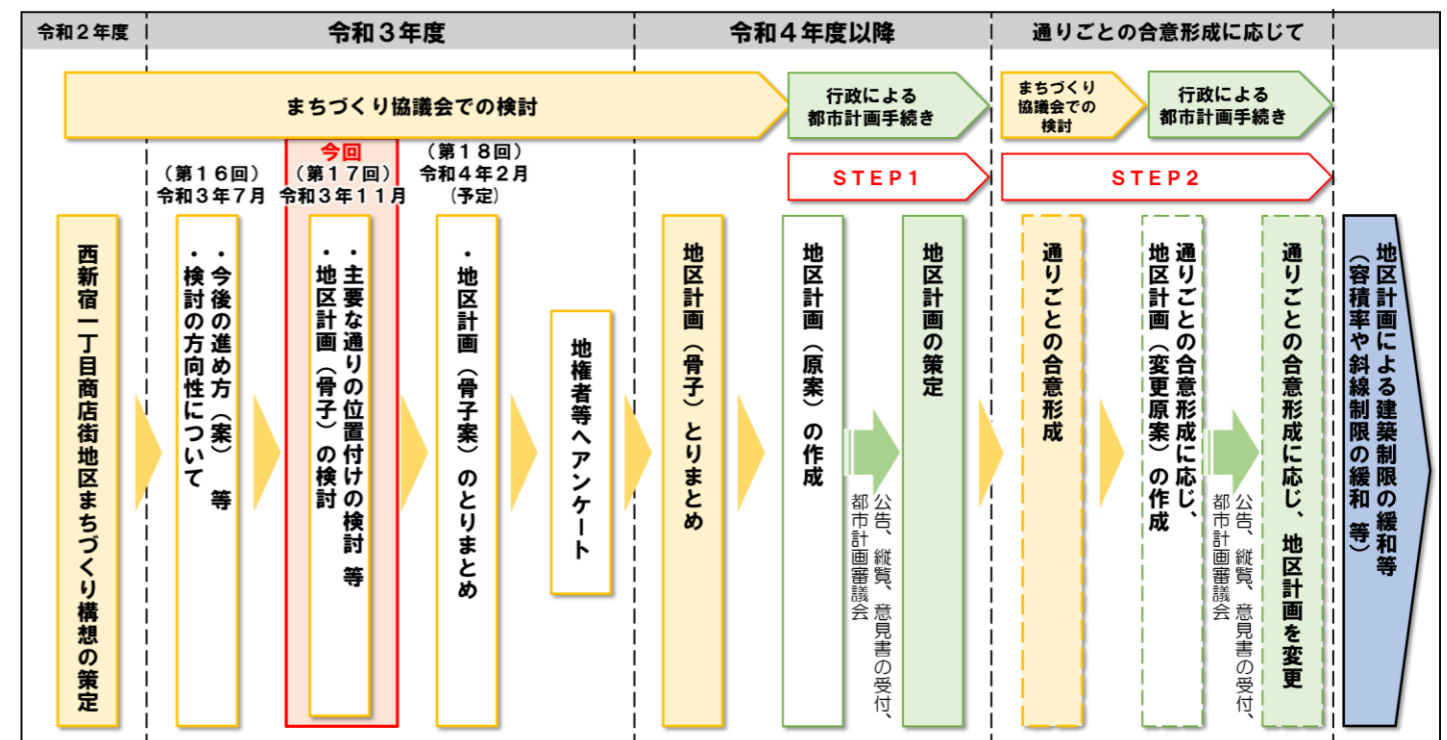 令和２年度
令和３年度
令和４年度以降
通りごとの合意形成に応じて
まちづくり協議会での検討
行政による
都市計画手続き
まちづくり
協議会での
検討
行政による
都市計画手続き
ＳＴＥＰ１
ＳＴＥＰ２
（第１６回）
令和３年７月
今回
（第１７回）
令和３年１１月
（第１８回）
令和４年２月
（予定）
西新宿一丁目商店街地区まちづくり構想の策定
・今後の進め方（案） 等
・検討の方向性について
・主要な通りの位置付けの検討 等
・地区計画（骨子）の検討
・地区計画（骨子案）のとりまとめ
地権者等へアンケート
地区計画（骨子）とりまとめ
地区計画（原案）の作成
公告、縦覧、意見書の受付、
都市計画審議会
地区計画の策定
通りごとの合意形成
通りごとの合意形成に応じ、
地区計画（変更原案）の作成
公告、縦覧、意見書の受付、
都市計画審議会
通りごとの合意形成に応じ、地区計画を変更
地区計画による建築制限の緩和等
（容積率や斜線制限の緩和 等）